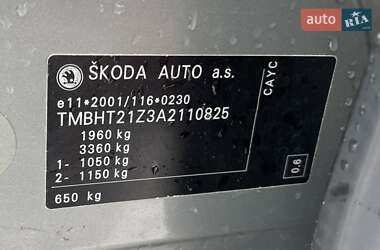 auto RIA
ŠKODA AUTO a.s.
e11*2001/116*0230
TMBHT21Z3A2110825
1960 kg
3360 kg
1- 1050 kg
2- 1150 kg
650 kg
CAYC
0.6